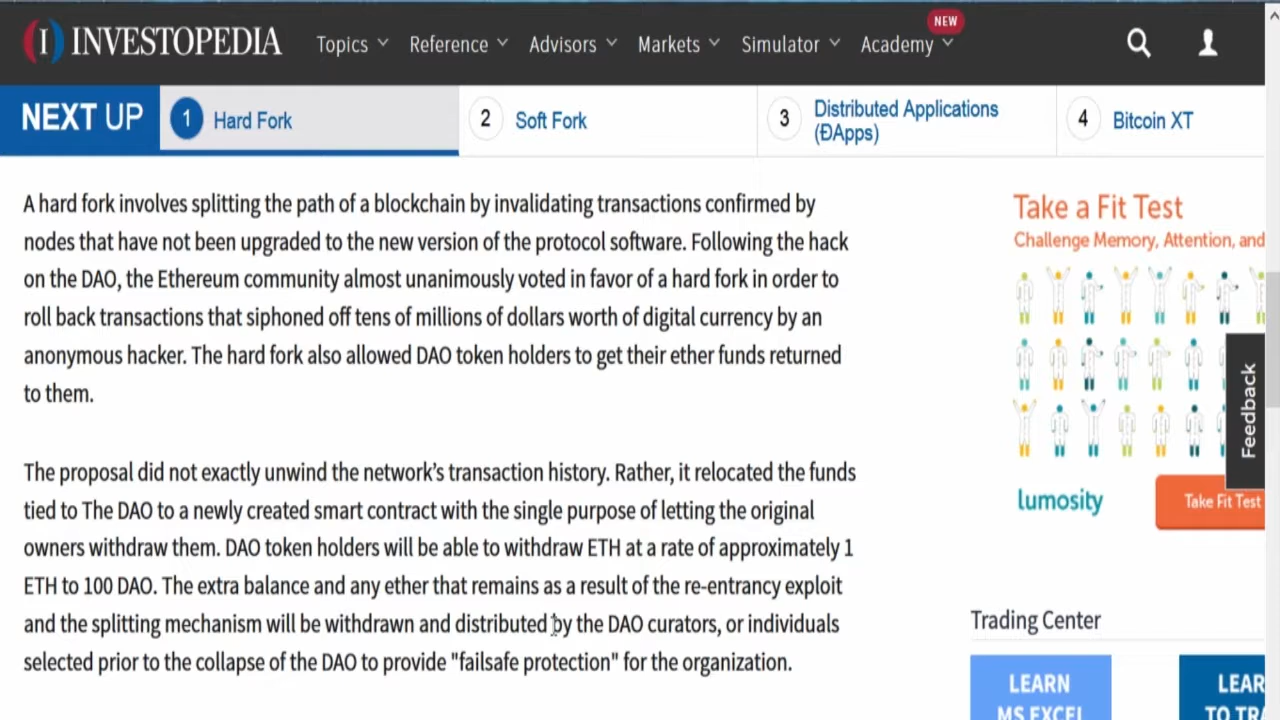 INVESTOPEDIA Topics Reference Advisors Markets Simulator Academy NEW
NEXT UP 1 Hard Fork 2 Soft Fork 3 Distributed Applications (ĐApps) 4 Bitcoin XT
A hard fork involves splitting the path of a blockchain by invalidating transactions confirmed by
nodes that have not been upgraded to the new version of the protocol software. Following the hack
on the DAO, the Ethereum community almost unanimously voted in favor of a hard fork in order to
roll back transactions that siphoned off tens of millions of dollars worth of digital currency by an
anonymous hacker. The hard fork also allowed DAO token holders to get their ether funds returned
to them.
The proposal did not exactly unwind the network's transaction history. Rather, it relocated the funds
tied to The DAO to a newly created smart contract with the single purpose of letting the original
owners withdraw them. DAO token holders will be able to withdraw ETH at a rate of approximately 1
ETH to 100 DAO. The extra balance and any ether that remains as a result of the re-entrancy exploit
and the splitting mechanism will be withdrawn and distributed by the DAO curators, or individuals
selected prior to the collapse of the DAO to provide "failsafe protection" for the organization.
Take a Fit Test
Challenge Memory, Attention, and
lumosity
Take Fit Test
Feedback
Trading Center
LEARN
MS EXCEL
LEAR
TO TRA